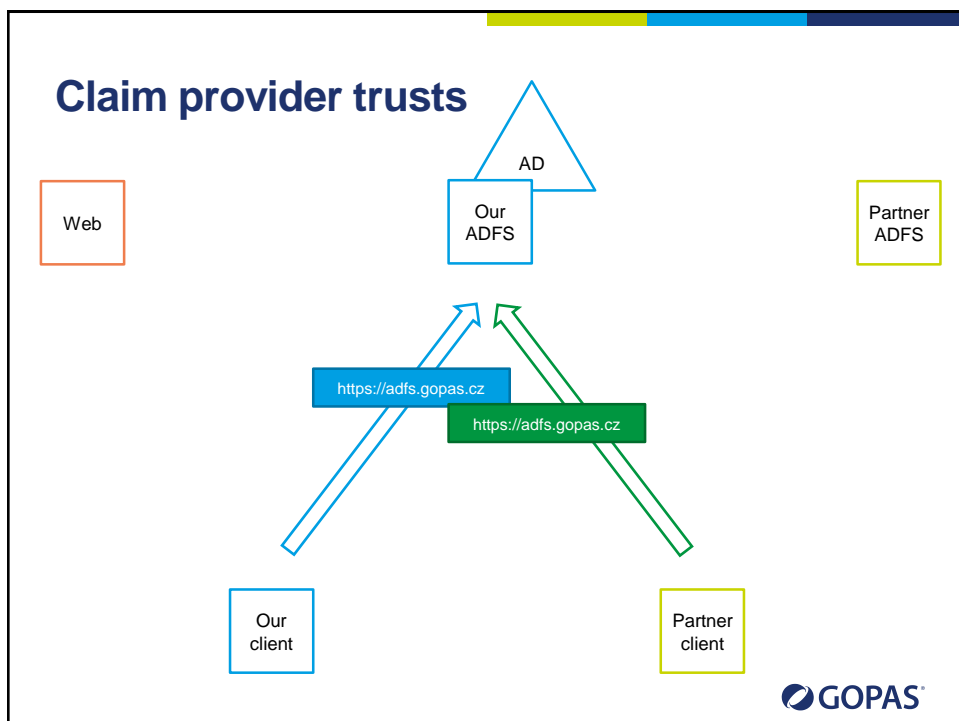 Claim provider trusts
AD
Web
Our
ADFS
Partner
ADFS
https://adfs.gopas.cz
https://adfs.gopas.cz
Our
client
Partner
client
GOPAS